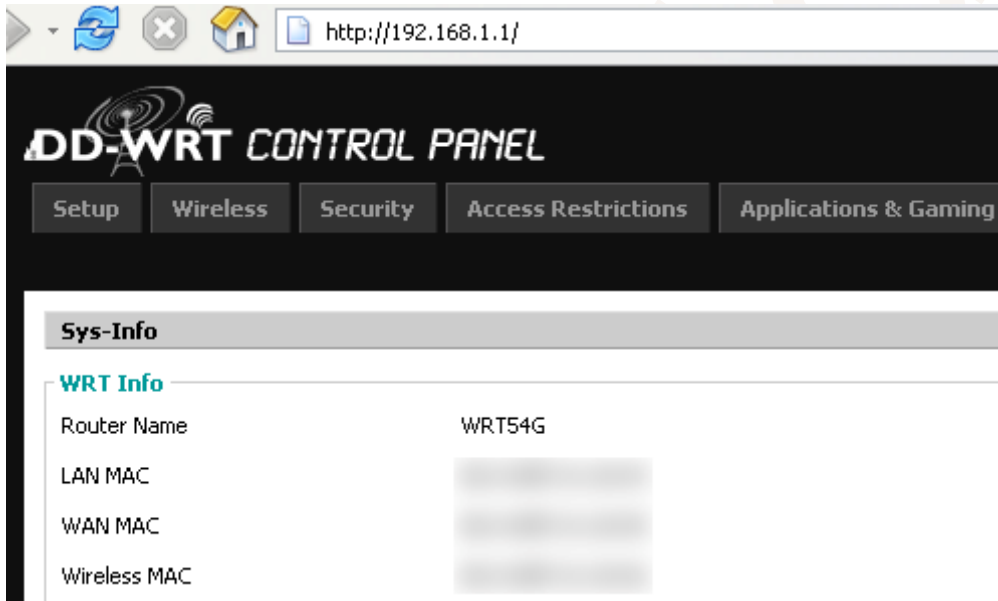 http://192.168.1.1/
DD-WRT CONTROL PANEL
Setup Wireless Security Access Restrictions Applications & Gaming
Sys-Info
WRT Info
Router Name WRT54G
LAN MAC
WAN MAC
Wireless MAC